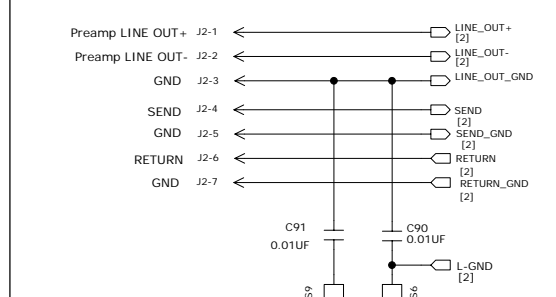 Preamp LINE OUT+ J2-1 LINE_OUT+
[2]
Preamp LINE OUT- J2-2 LINE_OUT-
[2]
GND J2-3 LINE_OUT_GND
SEND J2-4 SEND
[2]
GND J2-5 SEND_GND
[2]
RETURN J2-6 RETURN
[2]
GND J2-7 RETURN_GND
[2]
C91
0.01UF
C90
0.01UF
L-GND
[2]
S9
S6